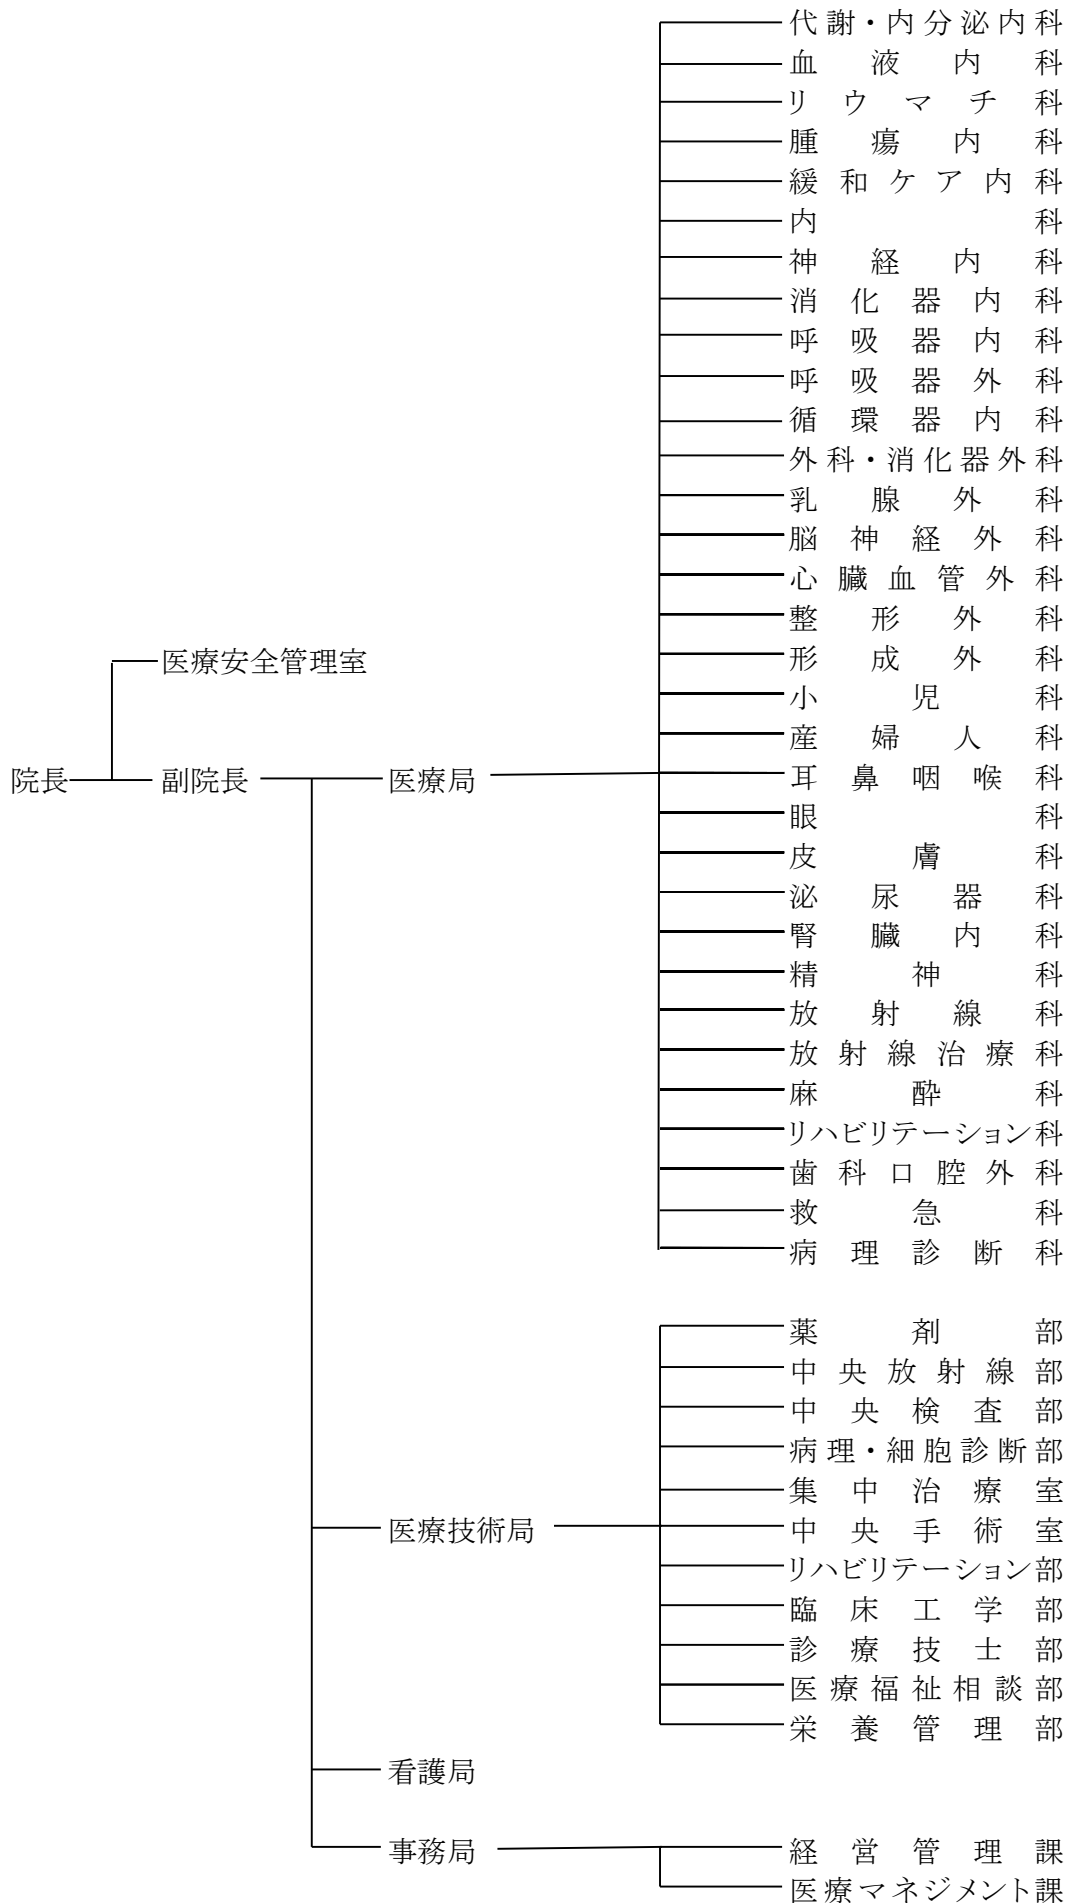 代謝・内分泌内科
血液内科
リウマチ科
腫瘍内科
緩和ケア内科
内科
神経内科
消化器内科
呼吸器内科
呼吸器外科
循環器内科
外科・消化器外科
乳腺外科
脳神経外科
心臓血管外科
整形外科
形成外科
医療安全管理室
小児科
産婦人科
院長
副院長
医療局
耳鼻咽喉科
眼科
皮膚科
泌尿器科
腎臓内科
精神科
放射線科
放射線治療科
麻酔科
リハビリテーション科
歯科口腔外科
救急科
病理診断科
薬剤部
中央放射線部
中央検査部
病理・細胞診断部
集中治療室
医療技術局
中央手術室
リハビリテーション部
臨床工学部
診療技士部
医療福祉相談部
栄養管理部
看護局
事務局
経営管理課
医療マネジメント課